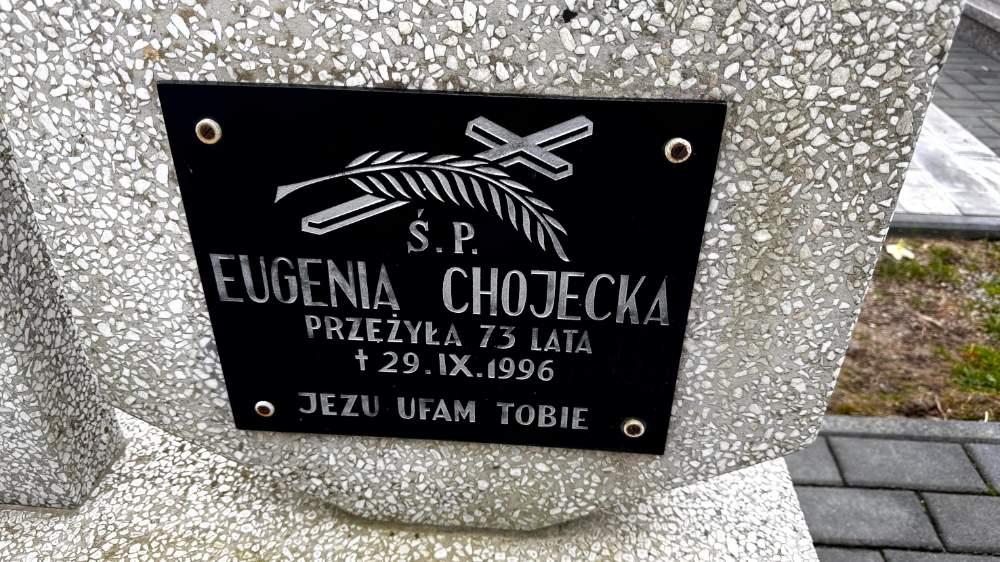 Ś. P.
EUGENIA CHOJECKA
PRZEŻYŁA 73 LATA
† 29.IX.1996
JEZU UFAM TOBIE